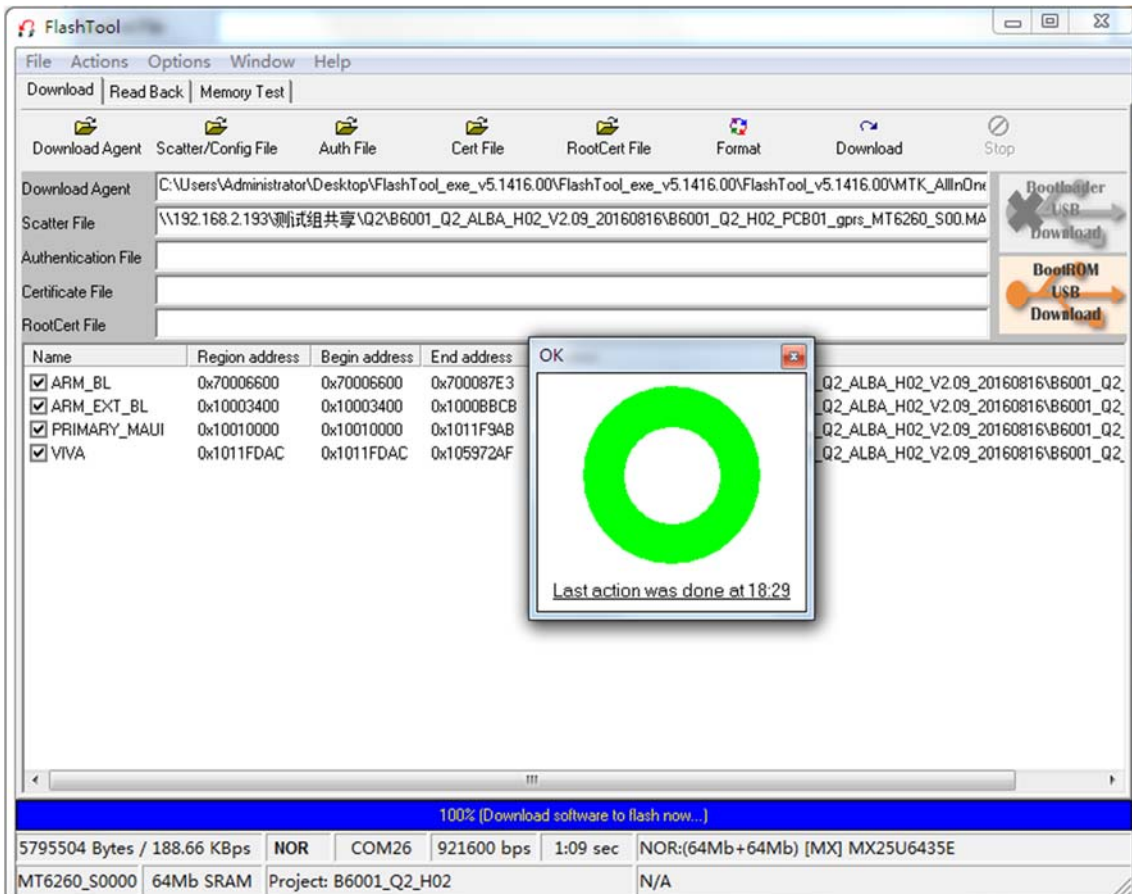 FlashTool
File Actions Options Window Help
Download Read Back Memory Test
Download Agent Scatter/Config File Auth File Cert File RootCert File Format Download Stop
Download Agent C:\Users\Administrator\Desktop\FlashTool_exe_v5.1416.00\FlashTool_exe_v5.1416.00\FlashTool_v5.1416.00\MTK_AllInOne
Scatter File \\192.168.2.193\测试组共享\Q2\B6001_Q2_ALBA_H02_V2.09_20160816\B6001_Q2_H02_PCB01_gprs_MT6260_S00.MA
Authentication File
Certificate File
RootCert File
Bootloader
USB
Download
BootROM
USB
Download
Name Region address Begin address End address
ARM_BL 0x70006600 0x70006600 0x700087E3 Q2_ALBA_H02_V2.09_20160816\B6001_Q2_
ARM_EXT_BL 0x10003400 0x10003400 0x1000BBCB Q2_ALBA_H02_V2.09_20160816\B6001_Q2_
PRIMARY_MAUI 0x10010000 0x10010000 0x1011F9AB Q2_ALBA_H02_V2.09_20160816\B6001_Q2_
VIVA 0x1011FDAC 0x1011FDAC 0x105972AF Q2_ALBA_H02_V2.09_20160816\B6001_Q2_
OK
Last action was done at 18:29
100% (Download software to flash now...)
5795504 Bytes / 188.66 KBps NOR COM26 921600 bps 1:09 sec NOR:(64Mb+64Mb) [MX] MX25U6435E
MT6260_S0000 64Mb SRAM Project: B6001_Q2_H02 N/A